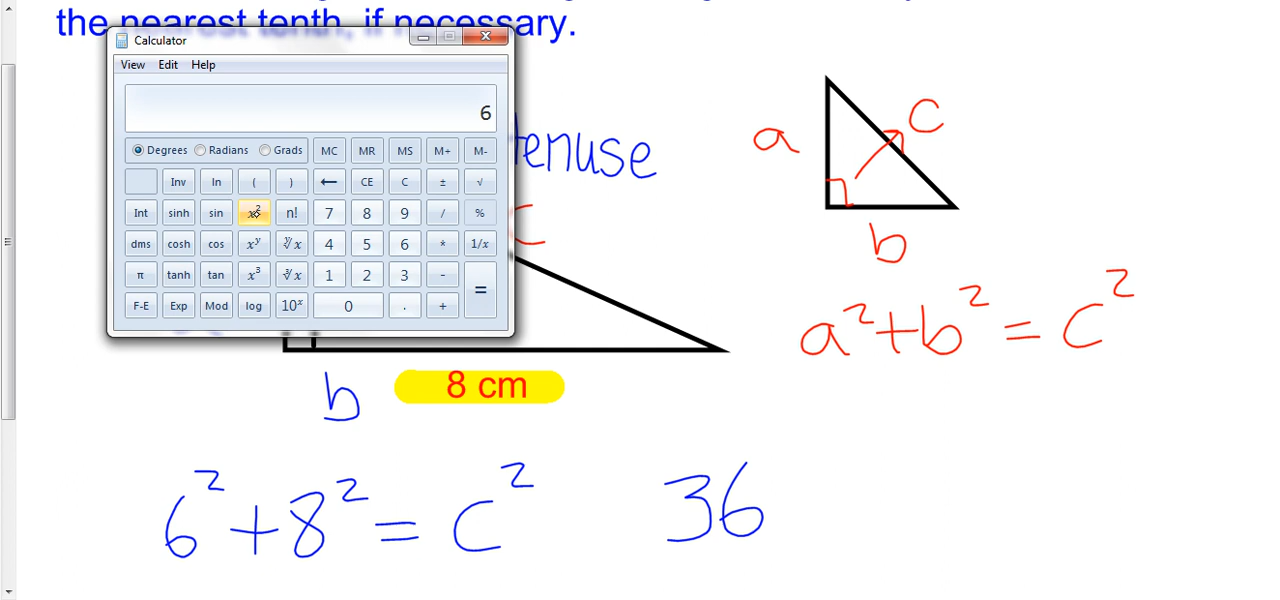 the nearest tenth, if necessary.
Calculator
View Edit Help
6
Degrees Radians Grads MC MR MS M+ M-
Inv ln ( ) ← CE C ± √
Int sinh sin x² n! 7 8 9 / %
dms cosh cos xʸ ʸ√x 4 5 6 * 1/x
π tanh tan x³ ³√x 1 2 3 - =
F-E Exp Mod log 10ˣ 0 . +
enuse
c
a
c
b
a² + b² = c²
b
8 cm
6² + 8² = c²
36